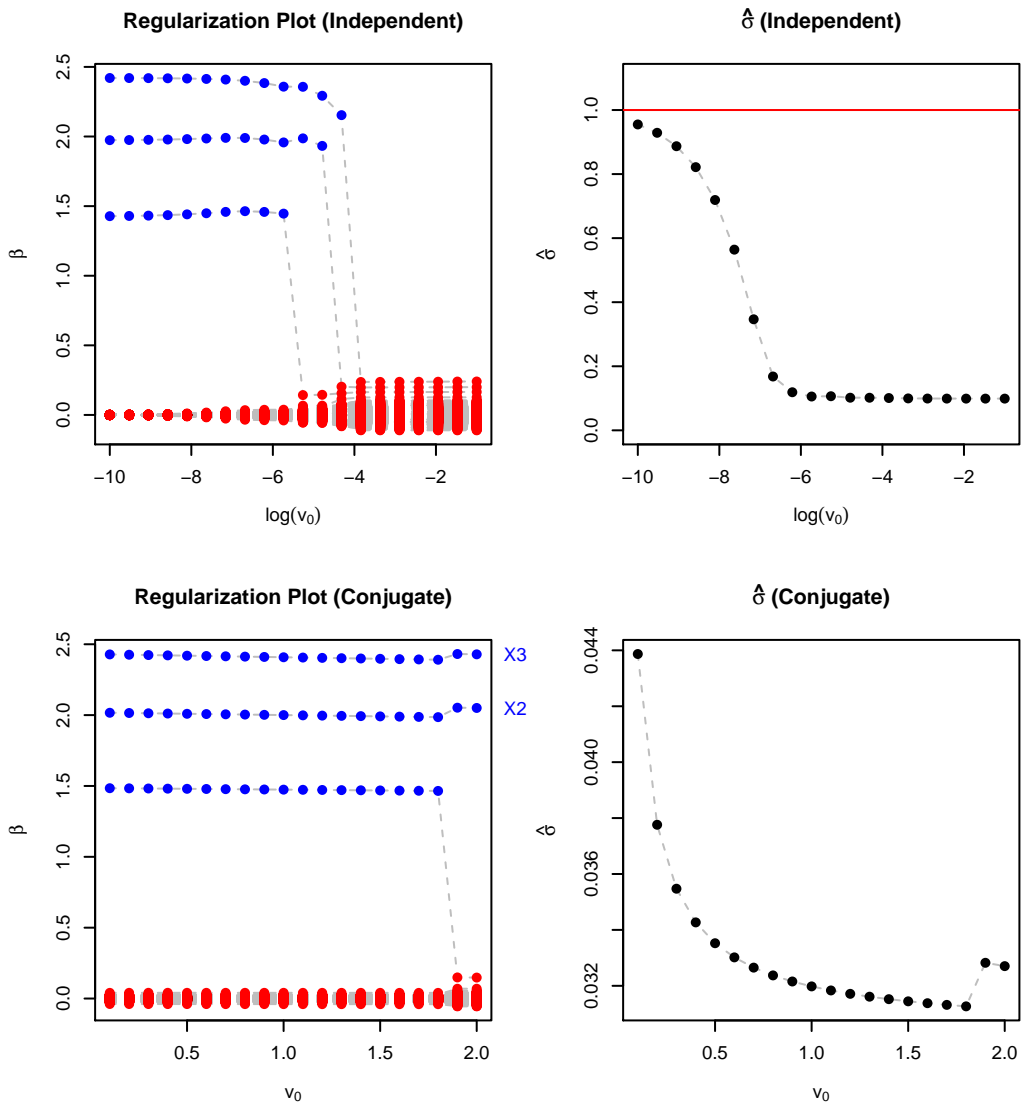 Regularization Plot (Independent)
β
2.5
2.0
1.5
1.0
0.5
0.0
−10
−8
−6
−4
−2
log(v₀)
σ̂ (Independent)
σ̂
1.0
0.8
0.6
0.4
0.2
0.0
−10
−8
−6
−4
−2
log(v₀)
Regularization Plot (Conjugate)
β
2.5
2.0
1.5
1.0
0.5
0.0
X3
X2
0.5
1.0
1.5
2.0
v₀
σ̂ (Conjugate)
σ̂
0.044
0.040
0.036
0.032
0.5
1.0
1.5
2.0
v₀